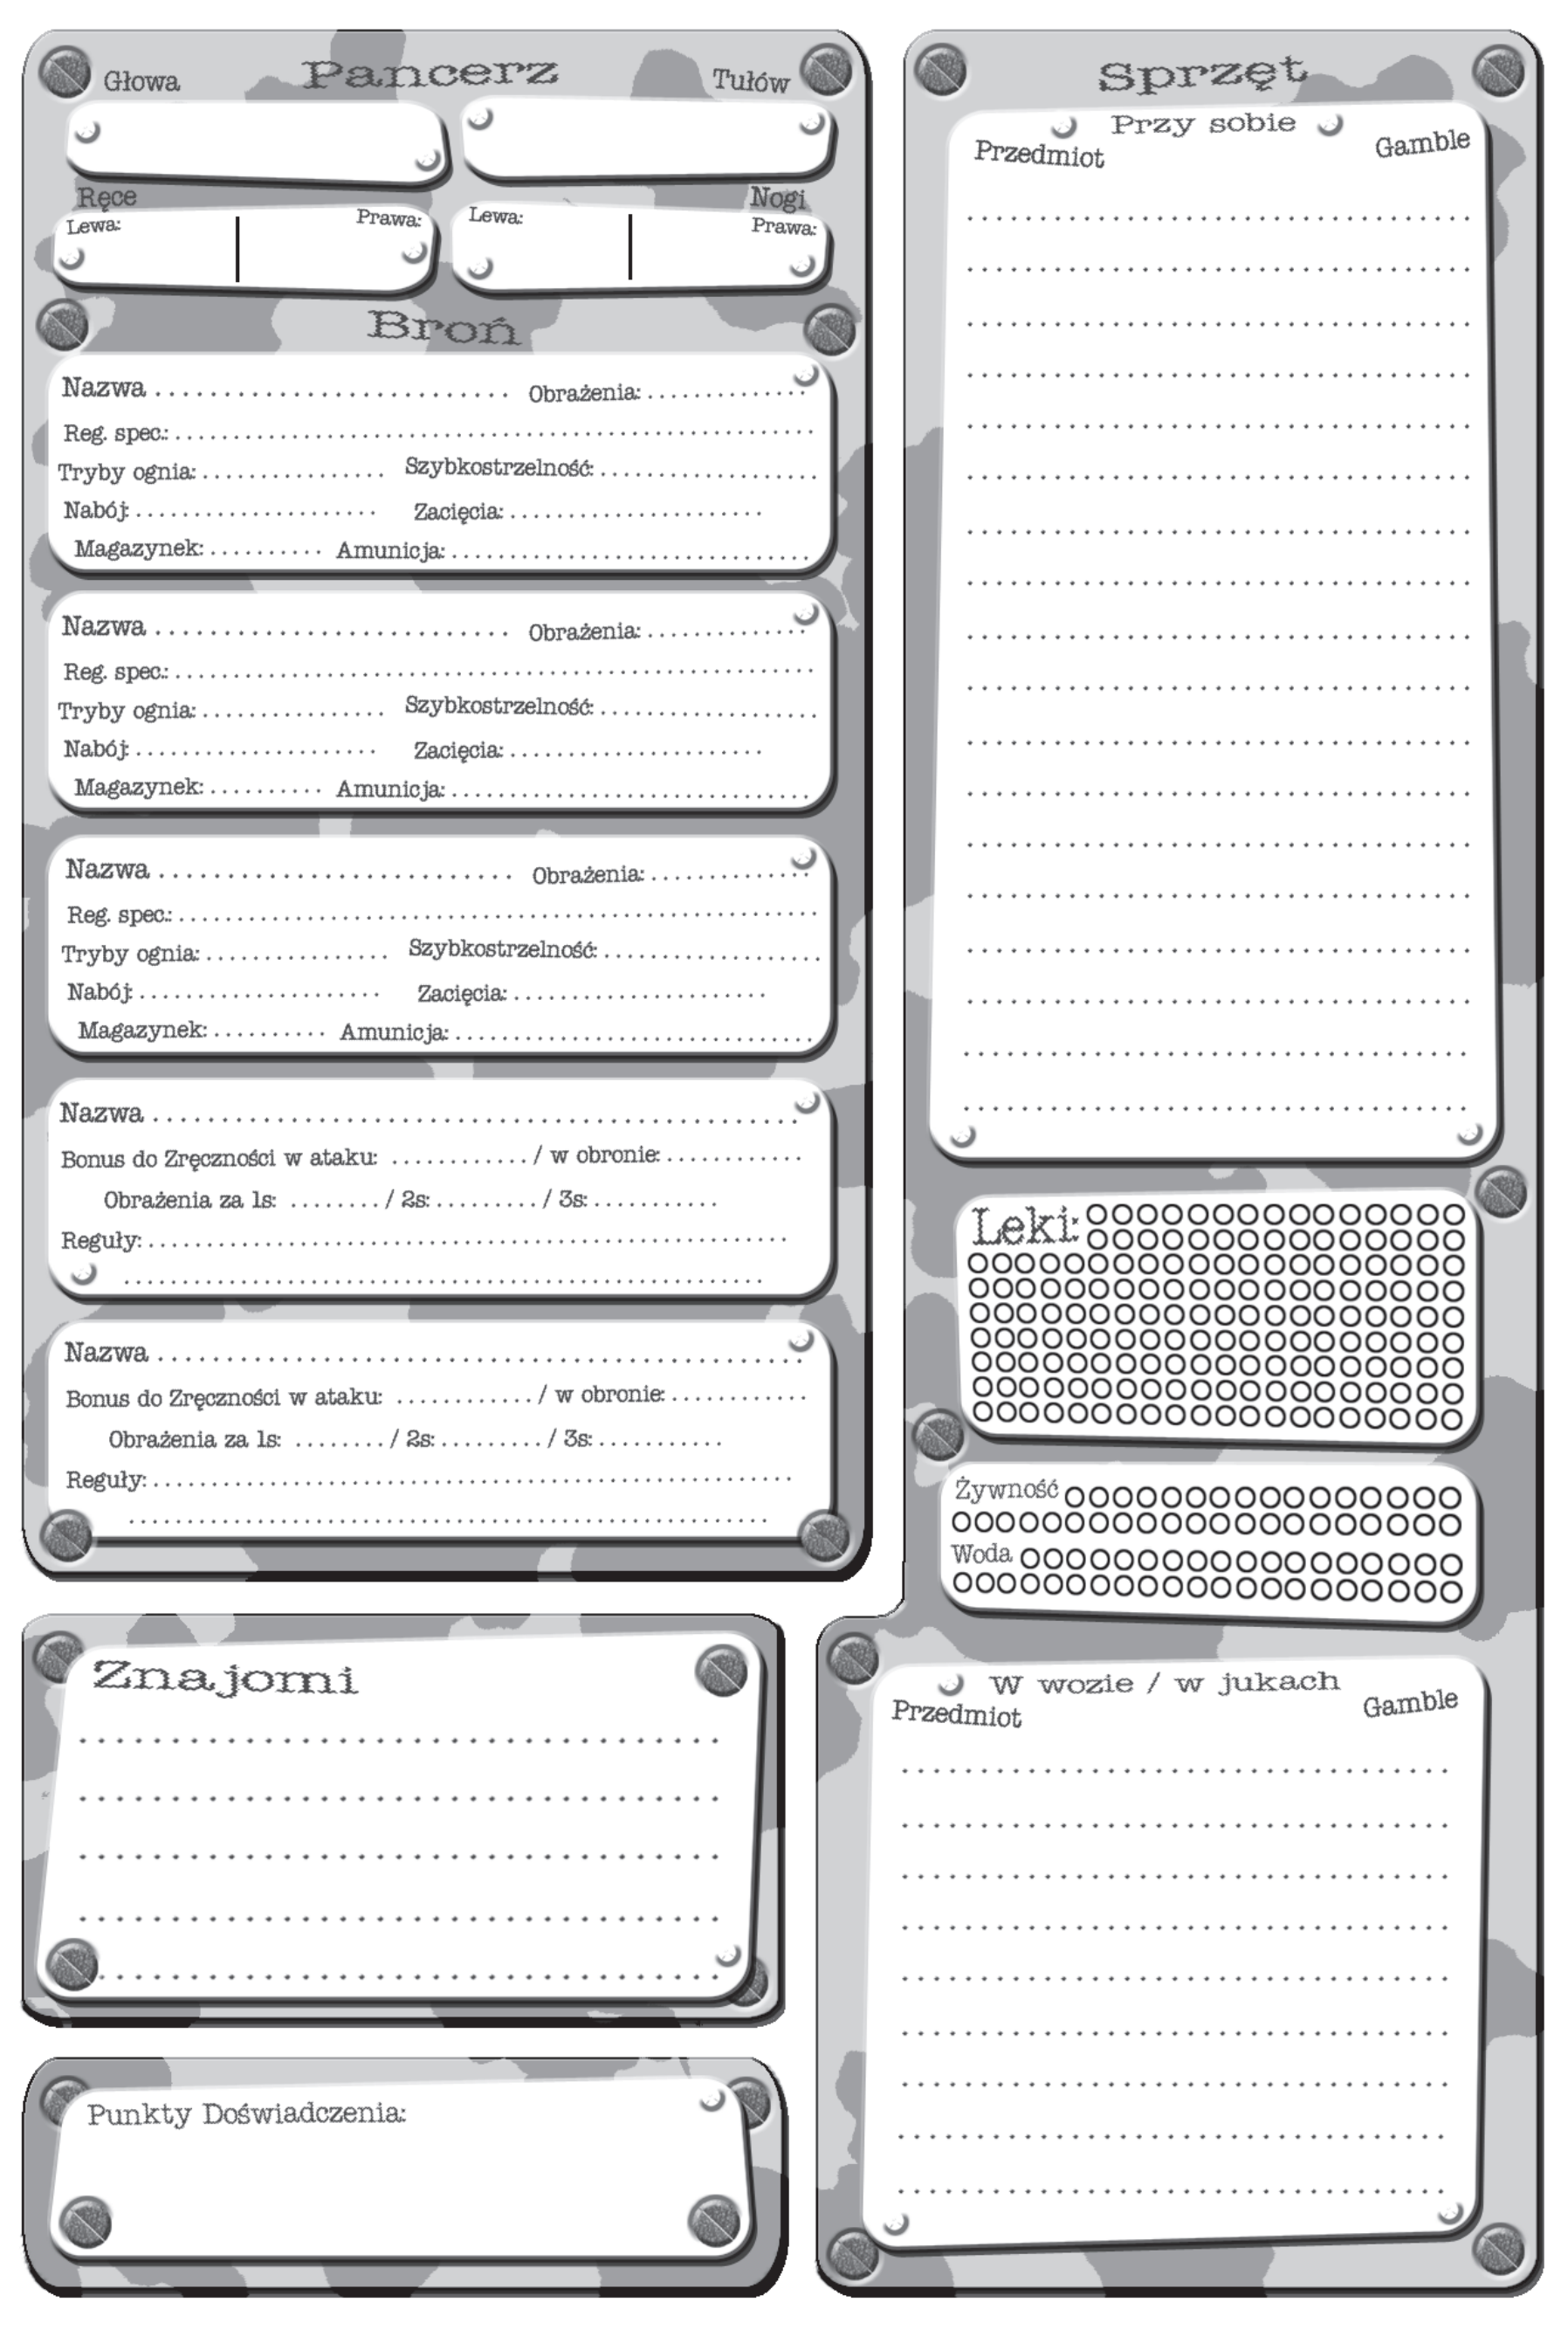 Pancerz
Głowa
Tułów
Ręce
Nogi
Lewa: Prawa:
Lewa: Prawa:
Broń
Nazwa Obrażenia:
Reg. spec.:
Tryby ognia: Szybkostrzelność:
Nabój: Zacięcia:
Magazynek: Amunicja:
Nazwa Obrażenia:
Reg. spec.:
Tryby ognia: Szybkostrzelność:
Nabój: Zacięcia:
Magazynek: Amunicja:
Nazwa Obrażenia:
Reg. spec.:
Tryby ognia: Szybkostrzelność:
Nabój: Zacięcia:
Magazynek: Amunicja:
Nazwa
Bonus do Zręczności w ataku: / w obronie:
Obrażenia za 1s: / 2s: / 3s:
Reguły:
Nazwa
Bonus do Zręczności w ataku: / w obronie:
Obrażenia za 1s: / 2s: / 3s:
Reguły:
Znajomi
Punkty Doświadczenia:
Sprzęt
Przy sobie
Przedmiot Gamble
Leki:
Żywność
Woda
W wozie / w jukach
Przedmiot Gamble